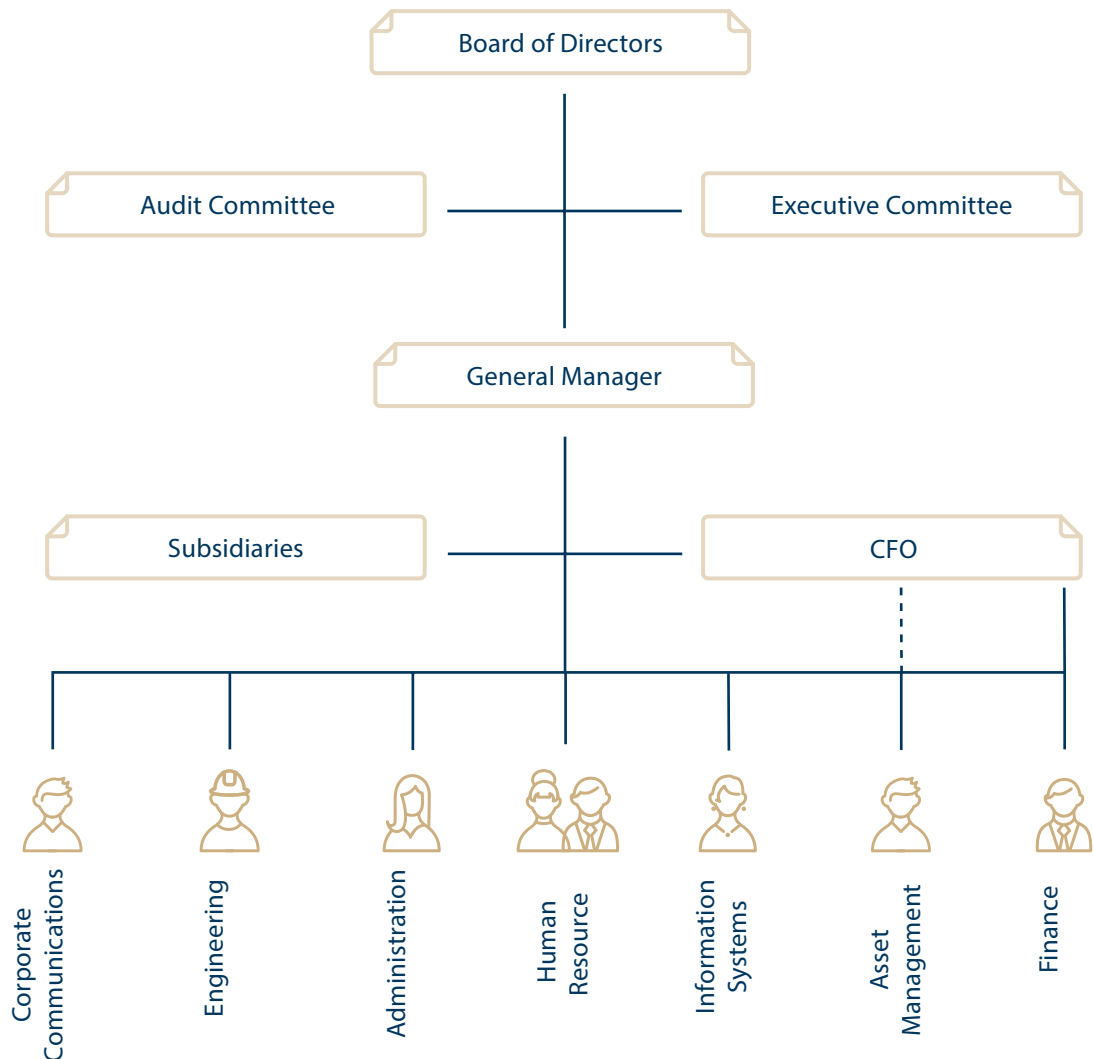 Board of Directors
Audit Committee
Executive Committee
General Manager
Subsidiaries
CFO
Corporate
Communications
Engineering
Administration
Human
Resource
Information
Systems
Asset
Management
Finance